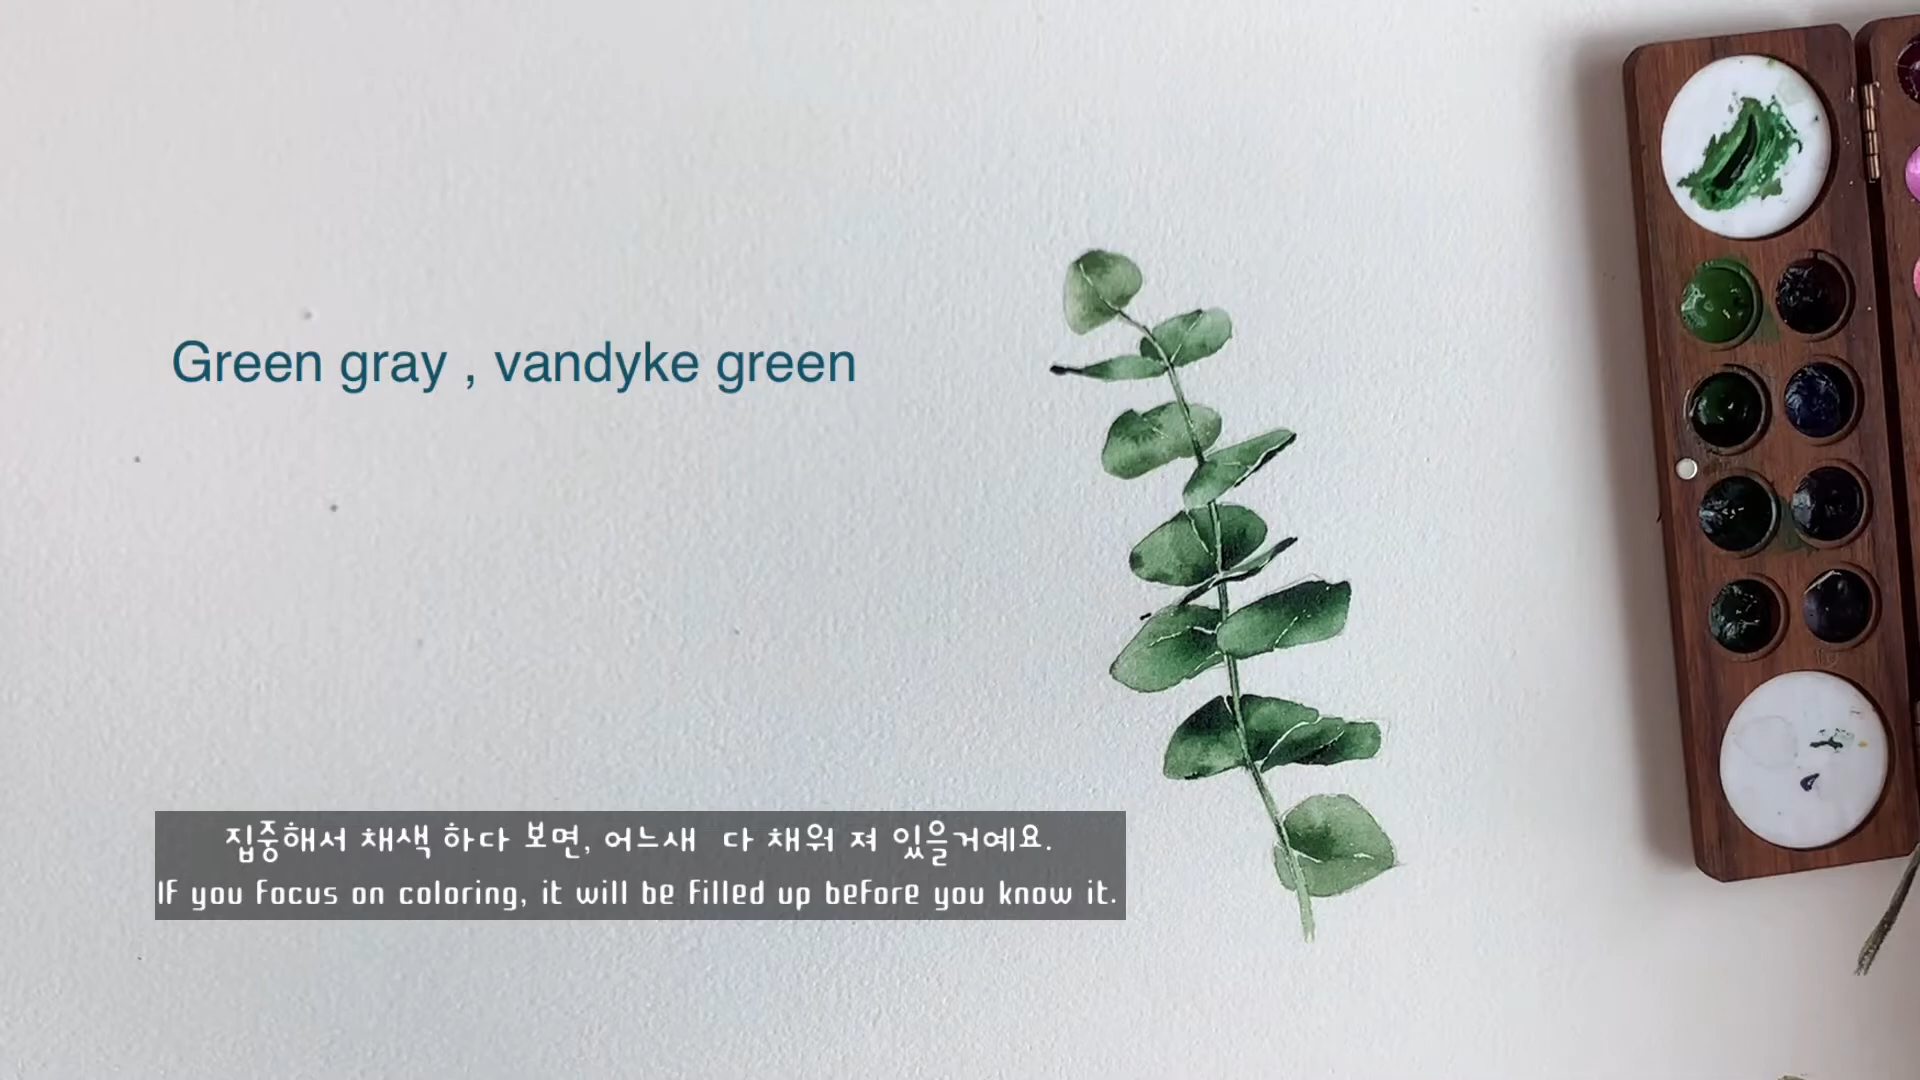 Green gray , vandyke green
집중해서 채색 하다 보면, 어느새 다 채워 져 있을거예요.
If you focus on coloring, it will be filled up before you know it.